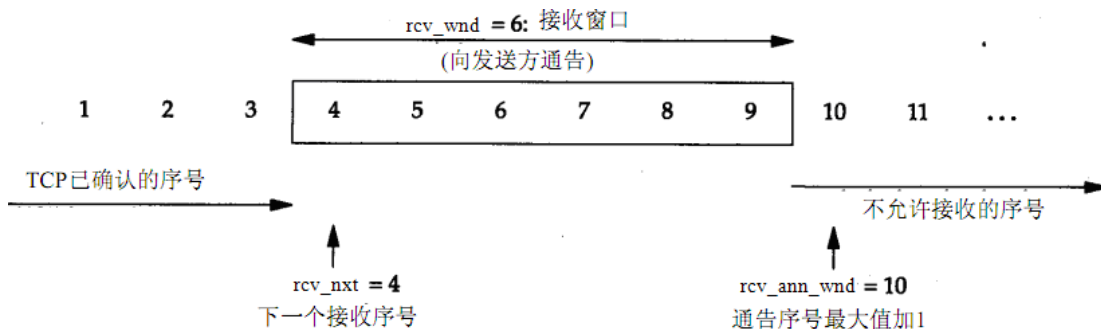 rcv_wnd = 6: 接收窗口
(向发送方通告)
1 2 3 4 5 6 7 8 9 10 11 ...
TCP已确认的序号
不允许接收的序号
rcv_nxt = 4
下一个接收序号
rcv_ann_wnd = 10
通告序号最大值加1